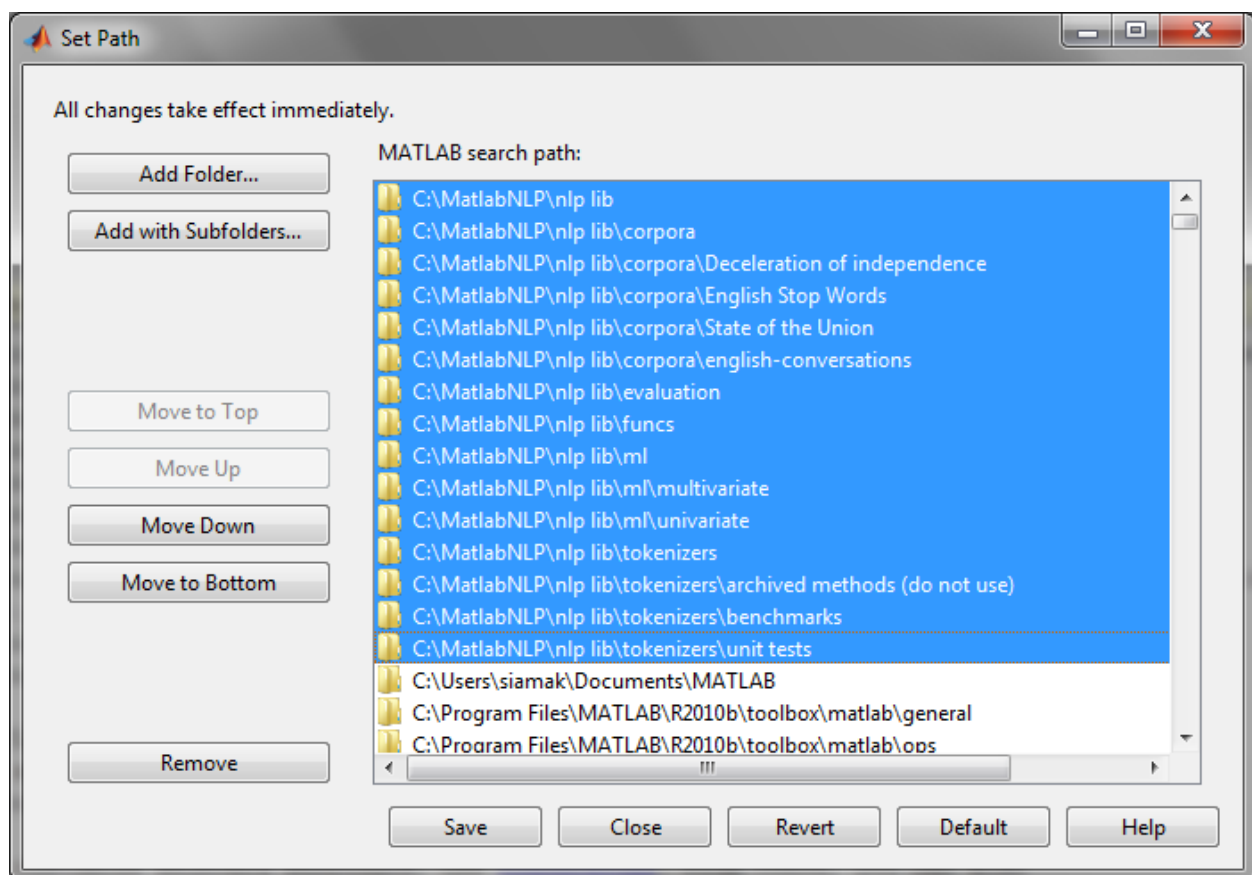 Set Path
All changes take effect immediately.
Add Folder...
Add with Subfolders...
Move to Top
Move Up
Move Down
Move to Bottom
Remove
MATLAB search path:
C:\MatlabNLP\nlp lib
C:\MatlabNLP\nlp lib\corpora
C:\MatlabNLP\nlp lib\corpora\Deceleration of independence
C:\MatlabNLP\nlp lib\corpora\English Stop Words
C:\MatlabNLP\nlp lib\corpora\State of the Union
C:\MatlabNLP\nlp lib\corpora\english-conversations
C:\MatlabNLP\nlp lib\evaluation
C:\MatlabNLP\nlp lib\funcs
C:\MatlabNLP\nlp lib\ml
C:\MatlabNLP\nlp lib\ml\multivariate
C:\MatlabNLP\nlp lib\ml\univariate
C:\MatlabNLP\nlp lib\tokenizers
C:\MatlabNLP\nlp lib\tokenizers\archived methods (do not use)
C:\MatlabNLP\nlp lib\tokenizers\benchmarks
C:\MatlabNLP\nlp lib\tokenizers\unit tests
C:\Users\siamak\Documents\MATLAB
C:\Program Files\MATLAB\R2010b\toolbox\matlab\general
C:\Program Files\MATLAB\R2010b\toolbox\matlab\ops
Save
Close
Revert
Default
Help